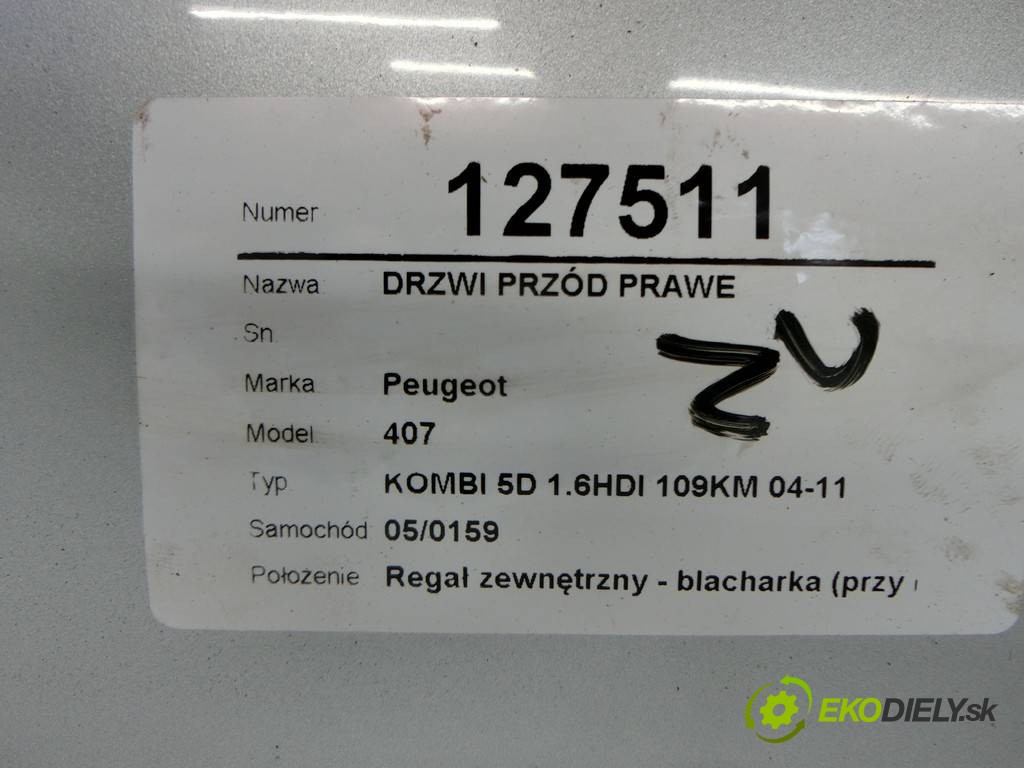 Numer 127511
Nazwa DRZWI PRZÓD PRAWE
Sn
Marka Peugeot
Model 407
Typ KOMBI 5D 1.6HDI 109KM 04-11
Samochód 05/0159
Położenie Regał zewnętrzny - blacharka (przy
EKODIELY.sk